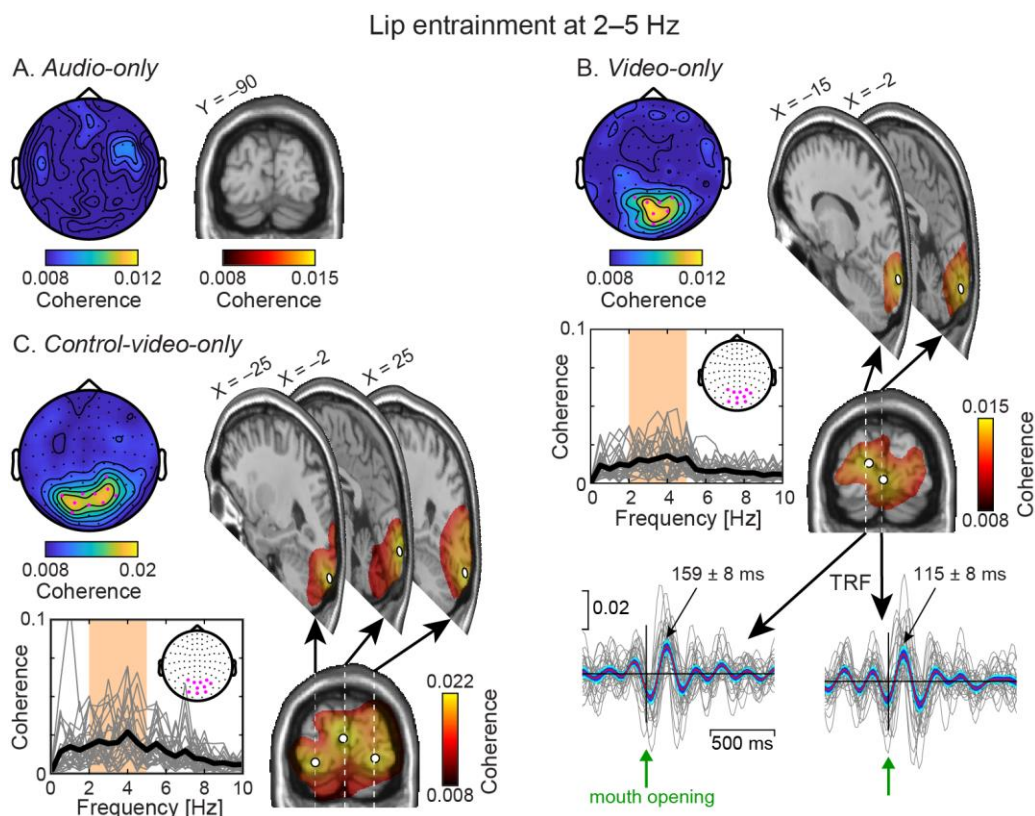 Lip entrainment at 2–5 Hz
A. Audio-only
Y = –90
0.008 0.012
Coherence
0.008 0.015
Coherence
B. Video-only
X = –15
X = –2
0.008 0.012
Coherence
0.1
Coherence
0
0 2 4 6 8 10
Frequency [Hz]
0.015
Coherence
0.008
TRF
0.02
159 ± 8 ms
115 ± 8 ms
500 ms
mouth opening
C. Control-video-only
X = –25
X = –2
X = 25
0.008 0.02
Coherence
0.1
Coherence
0
0 2 4 6 8 10
Frequency [Hz]
0.022
Coherence
0.008